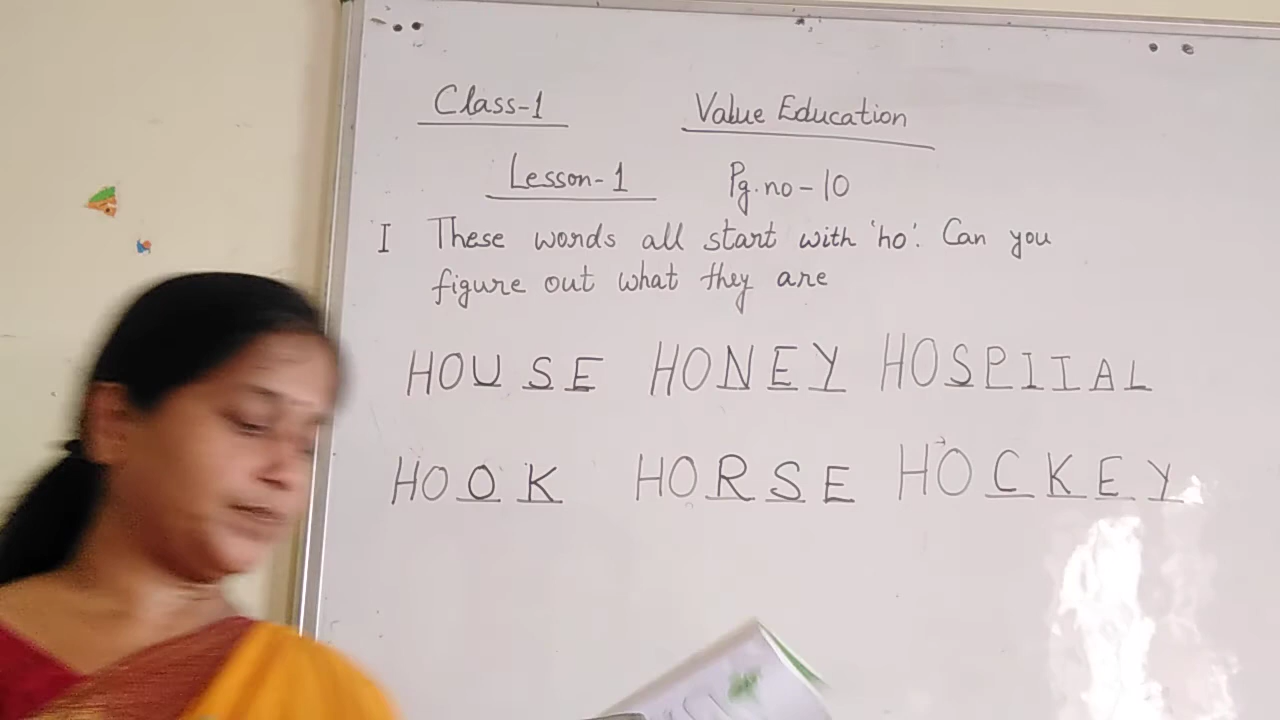 Class-1 Value Education
Lesson-1 Pg.no-10
I These words all start with 'ho'. Can you
figure out what they are
HOUSE HONEY HOSPIIAL
HOOK HORSE HOCKEY